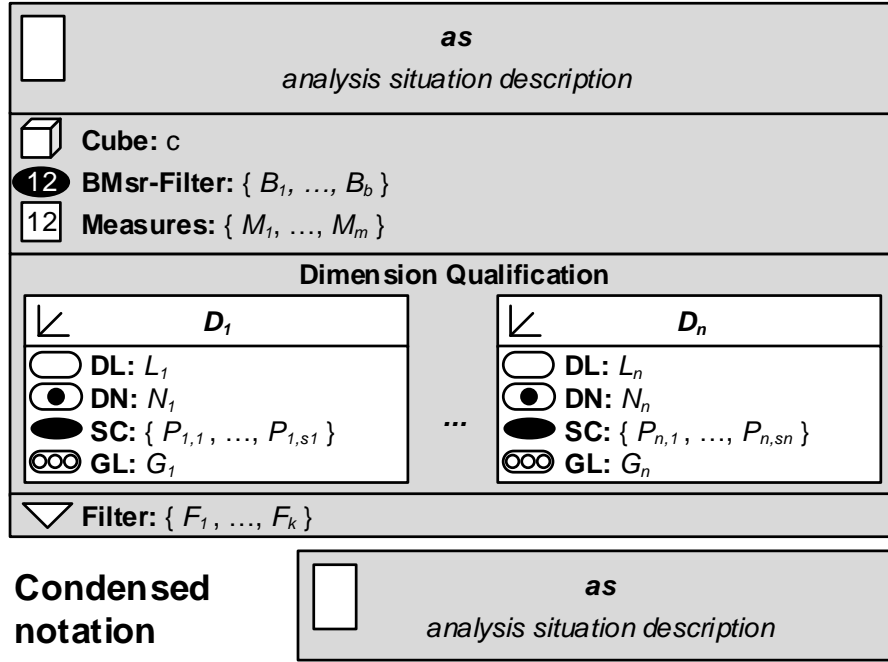 as
analysis situation description
Cube: c
12 BMsr-Filter: { B1, …, Bb }
12 Measures: { M1, …, Mm }
Dimension Qualification
D1
DL: L1
DN: N1
SC: { P1,1 , …, P1,s1 }
GL: G1
...
Dn
DL: Ln
DN: Nn
SC: { Pn,1 , …, Pn,sn }
GL: Gn
Filter: { F1 , …, Fk }
Condensed
notation
as
analysis situation description